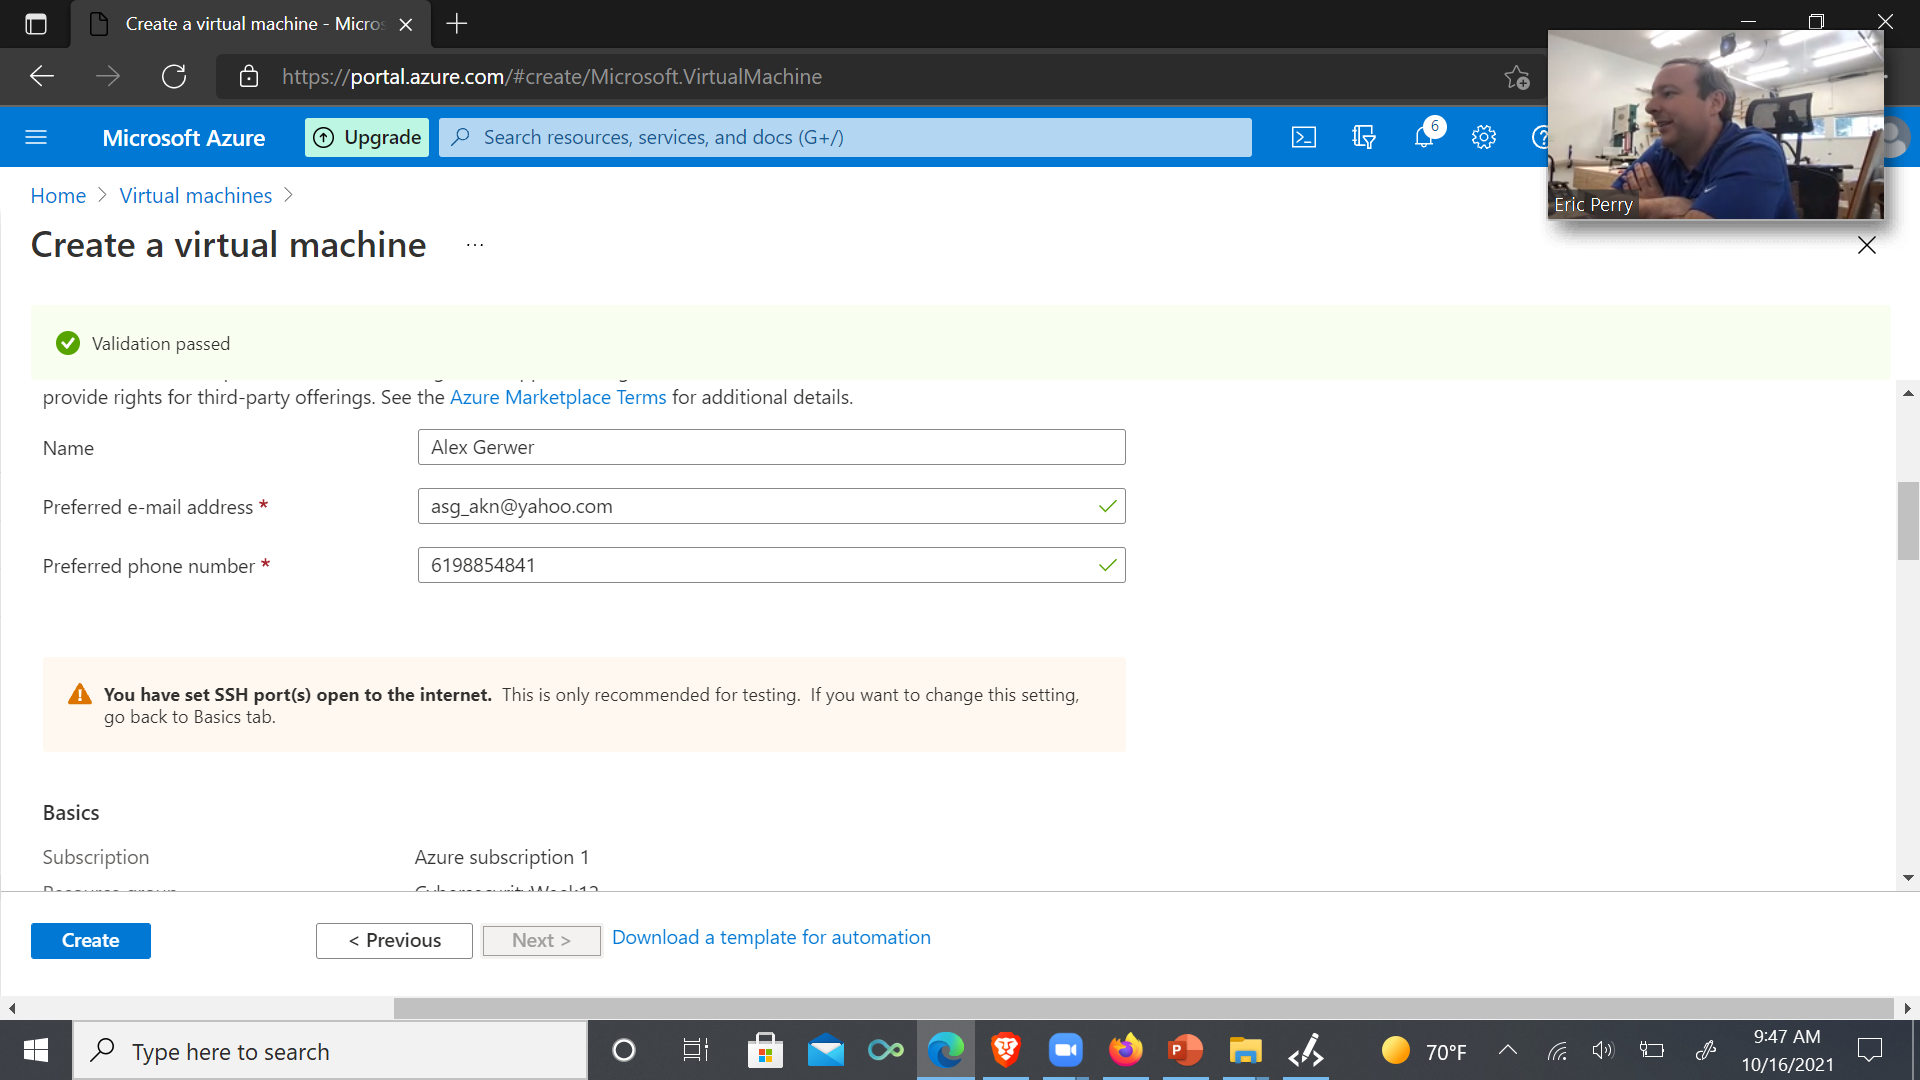 Create a virtual machine - Micros
https://portal.azure.com/#create/Microsoft.VirtualMachine
Microsoft Azure
Upgrade
Search resources, services, and docs (G+/)
6
Eric Perry
Home > Virtual machines >
Create a virtual machine ...
Validation passed
provide rights for third-party offerings. See the Azure Marketplace Terms for additional details.
Name
Alex Gerwer
Preferred e-mail address *
asg_akn@yahoo.com
Preferred phone number *
6198854841
You have set SSH port(s) open to the internet. This is only recommended for testing. If you want to change this setting,
go back to Basics tab.
Basics
Subscription
Azure subscription 1
Resource group
CybersecurityWeek12
Create
< Previous
Next >
Download a template for automation
Type here to search
70°F
9:47 AM
10/16/2021